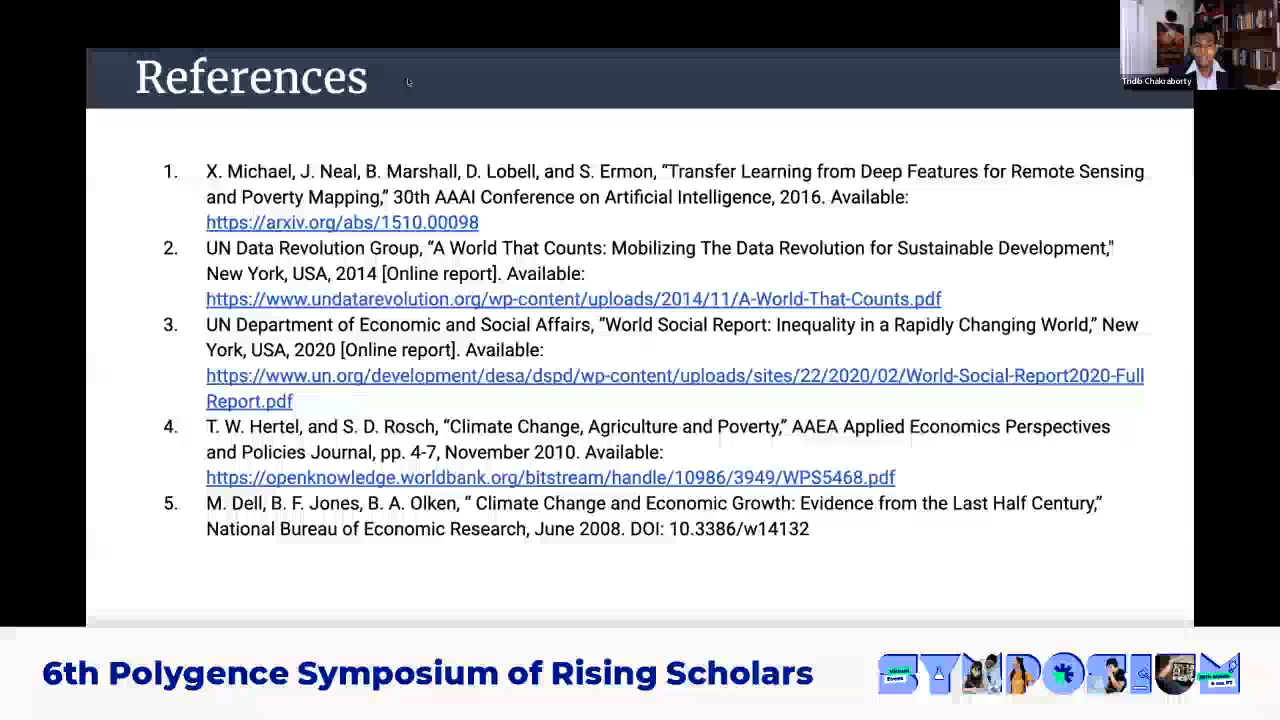 References
Tridib Chakraborty
1. X. Michael, J. Neal, B. Marshall, D. Lobell, and S. Ermon, “Transfer Learning from Deep Features for Remote Sensing
and Poverty Mapping,” 30th AAAI Conference on Artificial Intelligence, 2016. Available:
https://arxiv.org/abs/1510.00098
2. UN Data Revolution Group, “A World That Counts: Mobilizing The Data Revolution for Sustainable Development,"
New York, USA, 2014 [Online report]. Available:
https://www.undatarevolution.org/wp-content/uploads/2014/11/A-World-That-Counts.pdf
3. UN Department of Economic and Social Affairs, “World Social Report: Inequality in a Rapidly Changing World,” New
York, USA, 2020 [Online report]. Available:
https://www.un.org/development/desa/dspd/wp-content/uploads/sites/22/2020/02/World-Social-Report2020-Full
Report.pdf
4. T. W. Hertel, and S. D. Rosch, “Climate Change, Agriculture and Poverty,” AAEA Applied Economics Perspectives
and Policies Journal, pp. 4-7, November 2010. Available:
https://openknowledge.worldbank.org/bitstream/handle/10986/3949/WPS5468.pdf
5. M. Dell, B. F. Jones, B. A. Olken, “ Climate Change and Economic Growth: Evidence from the Last Half Century,”
National Bureau of Economic Research, June 2008. DOI: 10.3386/w14132
6th Polygence Symposium of Rising Scholars
SYMPOSIUM